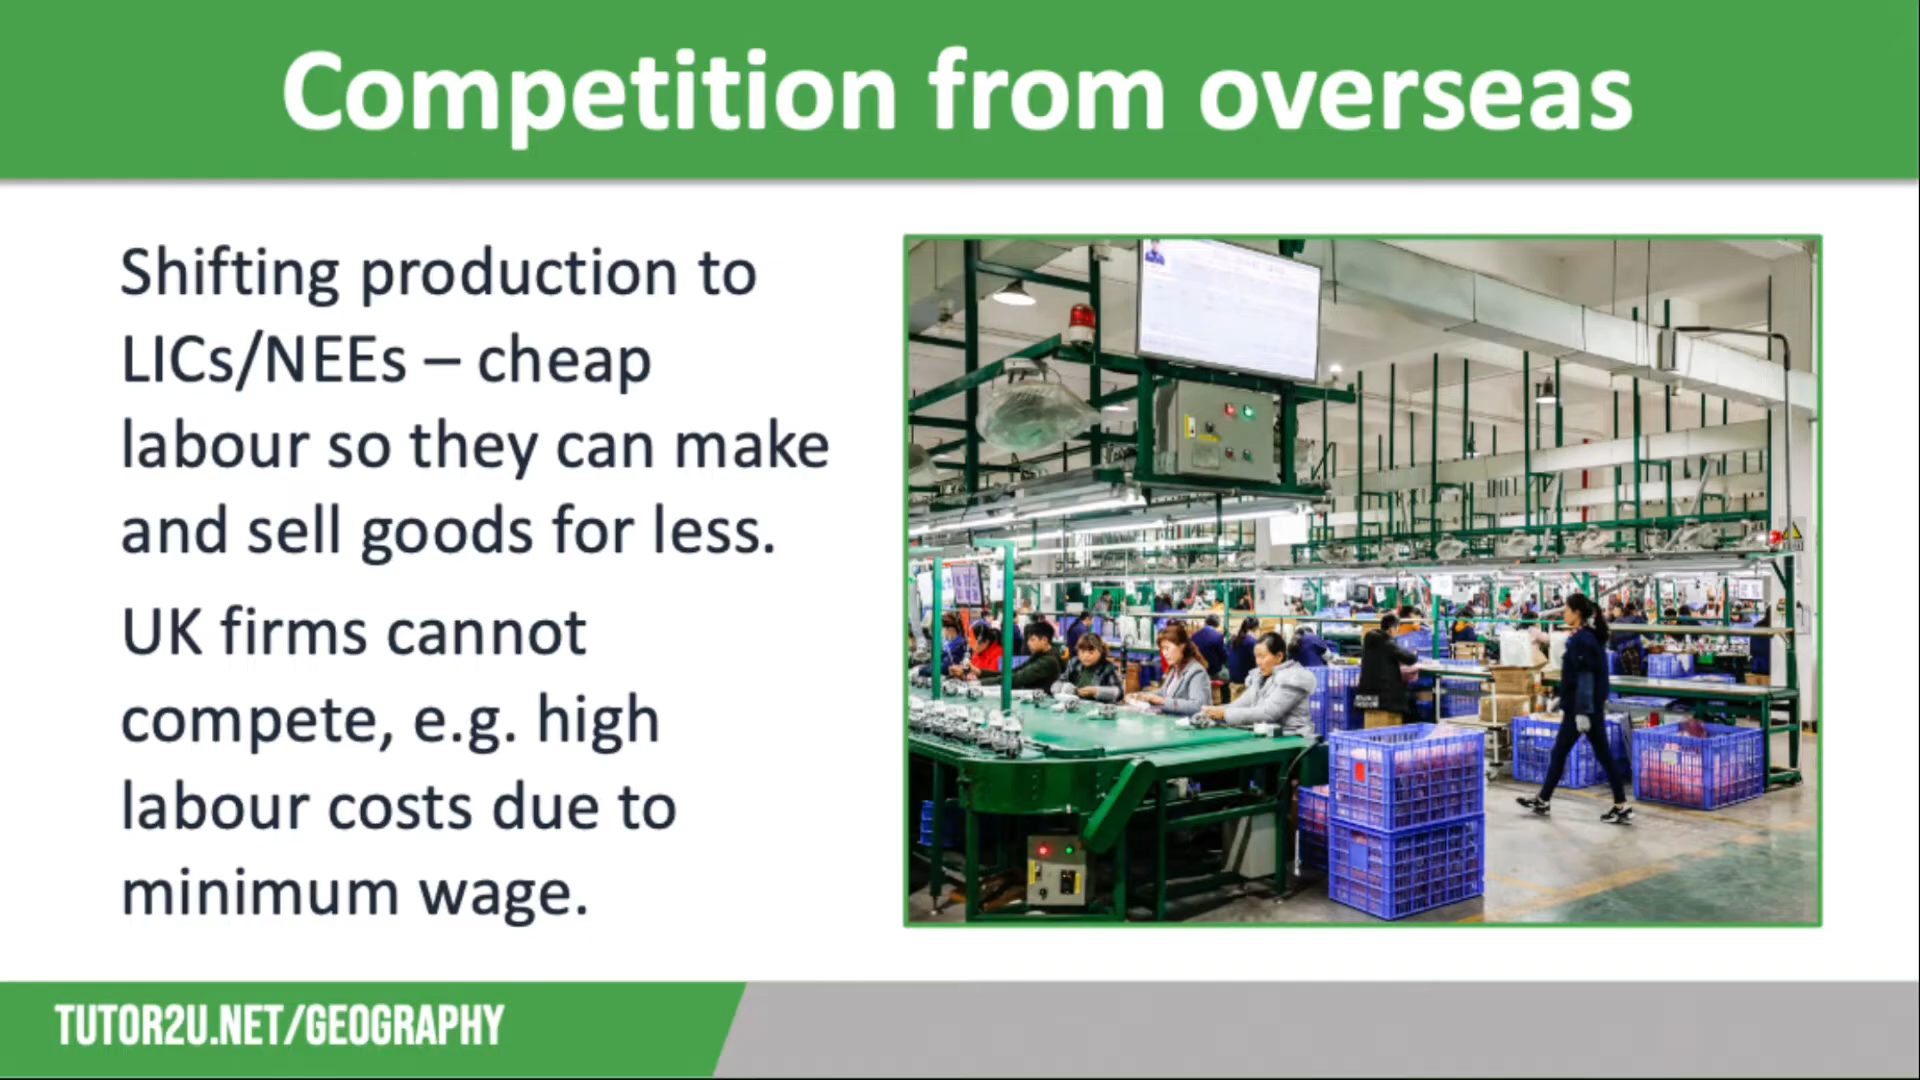 Competition from overseas
Shifting production to
LICs/NEEs – cheap
labour so they can make
and sell goods for less.
UK firms cannot
compete, e.g. high
labour costs due to
minimum wage.
TUTOR2U.NET/GEOGRAPHY